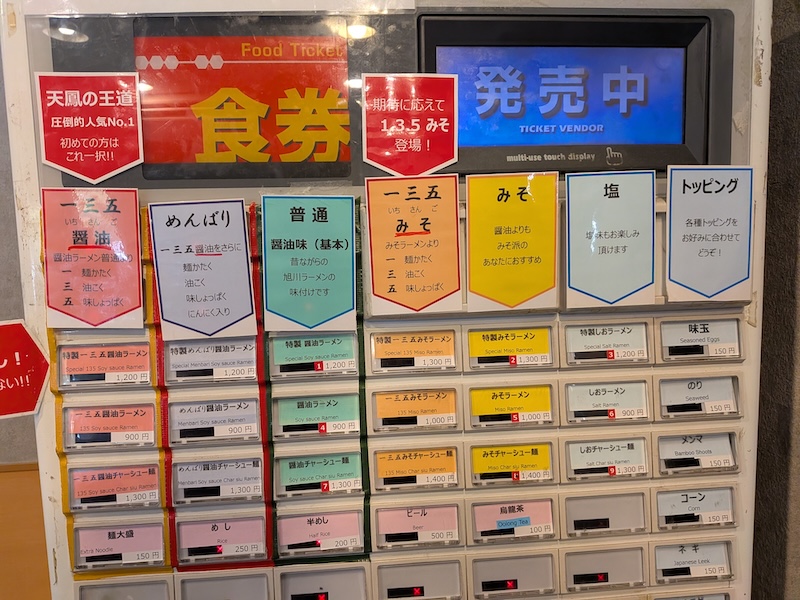 Food Ticket
食券
発売中
TICKET VENDOR
multi-use touch display
天鳳の王道
圧倒的人気No.1
初めての方は
これ一択!!
期待に応えて
1.3.5 みそ
登場！
一三五
いち さん ご
醤油
醤油ラーメン普通より
一 麺かたく
三 油こく
五 味しょっぱく
めんばり
一三五醤油をさらに
麺かたく
油こく
味しょっぱく
にんにく入り
普通
醤油味（基本）
昔ながらの
旭川ラーメンの
味付けです
一三五
いち さん ご
みそ
みそラーメンより
一 麺かたく
三 油こく
五 味しょっぱく
みそ
醤油よりも
みそ派の
あなたにおすすめ
塩
塩味もお楽しみ
頂けます
トッピング
各種トッピングを
お好みに合わせて
どうぞ！
し!
ない!!
特製一三五醤油ラーメン
Special 135 Soy sauce Ramen
1,200円
特製めんばり醤油ラーメン
Special Menbari Soy sauce Ramen
1,200円
特製醤油ラーメン
Special Soy sauce Ramen
1 1,200円
特製一三五みそラーメン
Special 135 Miso Ramen
1,300円
特製みそラーメン
Special Miso Ramen
2 1,300円
特製しおラーメン
Special Salt Ramen
3 1,200円
味玉
Seasoned Eggs
150円
一三五醤油ラーメン
135 Soy sauce Ramen
900円
めんばり醤油ラーメン
Menbari Soy sauce Ramen
900円
醤油ラーメン
Soy sauce Ramen
4 900円
一三五みそラーメン
135 Miso Ramen
1,000円
みそラーメン
Miso Ramen
5 1,000円
しおラーメン
Salt Ramen
6 900円
のり
Seaweed
150円
一三五醤油チャーシュー麺
135 Soy sauce Char siu Ramen
1,300円
めんばり醤油チャーシュー麺
Menbari Soy sauce Char siu Ramen
1,300円
醤油チャーシュー麺
Soy sauce Char siu Ramen
7 1,300円
一三五みそチャーシュー麺
135 Miso Char siu Ramen
1,400円
みそチャーシュー麺
Miso Char siu Ramen
1,400円
しおチャーシュー麺
Salt Char siu Ramen
9 1,300円
メンマ
Bamboo Shoots
150円
麺大盛
extra Noodle
150円
めし
Rice
250円
半めし
Half Rice
200円
ビール
Beer
500円
烏龍茶
Oolong Tea
100円
コーン
Corn
150円
ネギ
Japanese Leek
150円